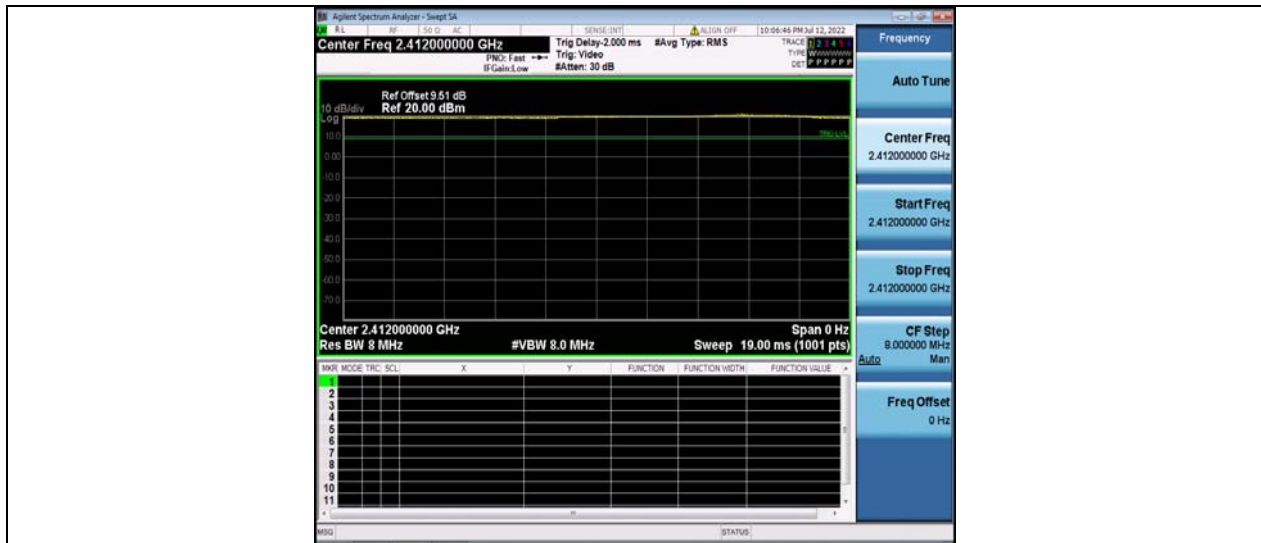 Agilent Spectrum Analyzer - Swept SA
RL RF 50 Ω AC SENSE:INT ALIGN OFF 10:06:46 PM Jul 12, 2022
Center Freq 2.412000000 GHz
Trig Delay-2.000 ms #Avg Type: RMS
TRACE 1 2 3 4 5 6
PNO: Fast Trig: Video
TYPE
IFGain:Low #Atten: 30 dB
DET P P P P P P
Ref Offset 9.51 dB
10 dB/div Ref 20.00 dBm
Log
10.0
TRIG LVL
0.00
-10.0
-20.0
-30.0
-40.0
-50.0
-60.0
-70.0
Center 2.412000000 GHz Span 0 Hz
Res BW 8 MHz #VBW 8.0 MHz Sweep 19.00 ms (1001 pts)
MKR MODE TRC SCL X Y FUNCTION FUNCTION WIDTH FUNCTION VALUE
1
2
3
4
5
6
7
8
9
10
11
MSG STATUS
Frequency
Auto Tune
Center Freq
2.412000000 GHz
Start Freq
2.412000000 GHz
Stop Freq
2.412000000 GHz
CF Step
8.000000 MHz
Auto Man
Freq Offset
0 Hz